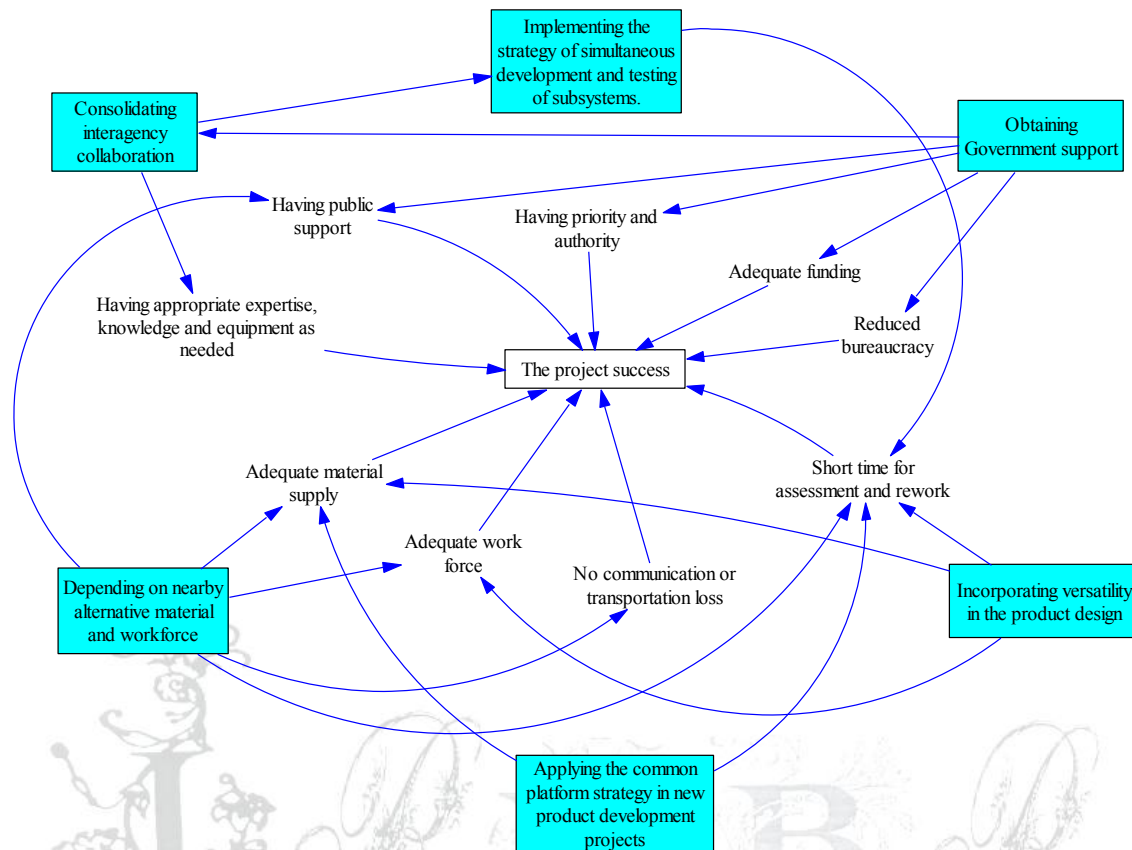 Implementing the
strategy of simultaneous
development and testing
of subsystems.
Consolidating
interagency
collaboration
Obtaining
Government support
Having public
support
Having priority and
authority
Adequate funding
Reduced
bureaucracy
Having appropriate expertise,
knowledge and equipment as
needed
The project success
Adequate material
supply
Short time for
assessment and rework
Adequate work
force
No communication or
transportation loss
Depending on nearby
alternative material
and workforce
Incorporating versatility
in the product design
Applying the common
platform strategy in new
product development
projects